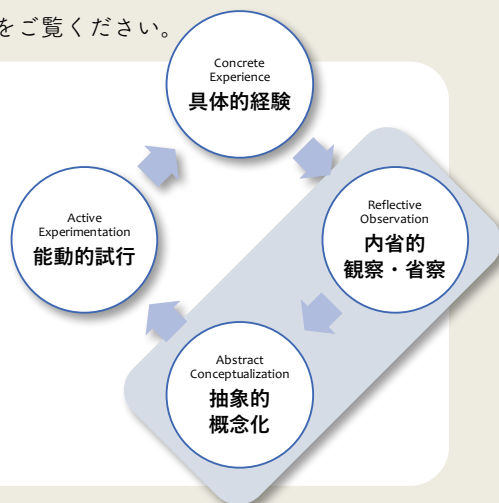 をご覧ください。
Concrete
Experience
具体的経験
Reflective
Observation
内省的
観察・省察
Abstract
Conceptualization
抽象的
概念化
Active
Experimentation
能動的試行